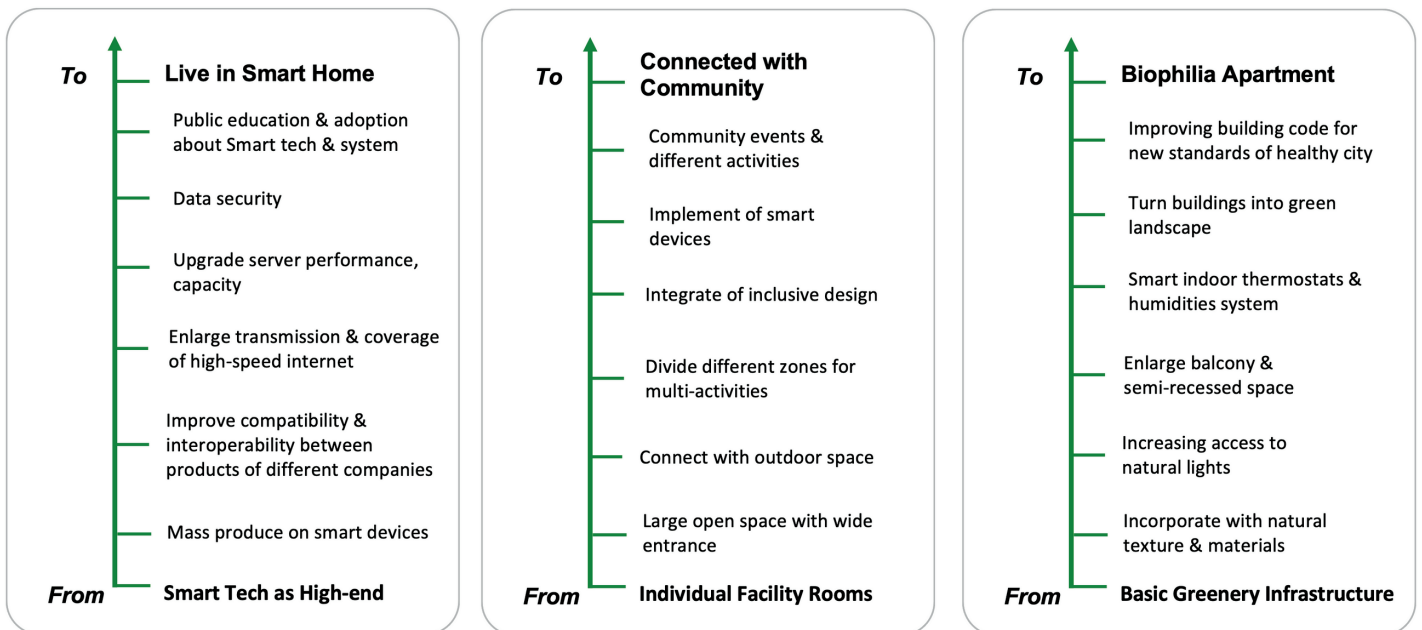 To
Live in Smart Home
Public education & adoption
about Smart tech & system
Data security
Upgrade server performance,
capacity
Enlarge transmission & coverage
of high-speed internet
Improve compatibility &
interoperability between
products of different companies
Mass produce on smart devices
From
Smart Tech as High-end
To
Connected with
Community
Community events &
different activities
Implement of smart
devices
Integrate of inclusive design
Divide different zones for
multi-activities
Connect with outdoor space
Large open space with wide
entrance
From
Individual Facility Rooms
To
Biophilia Apartment
Improving building code for
new standards of healthy city
Turn buildings into green
landscape
Smart indoor thermostats &
humidities system
Enlarge balcony &
semi-recessed space
Increasing access to
natural lights
Incorporate with natural
texture & materials
From
Basic Greenery Infrastructure